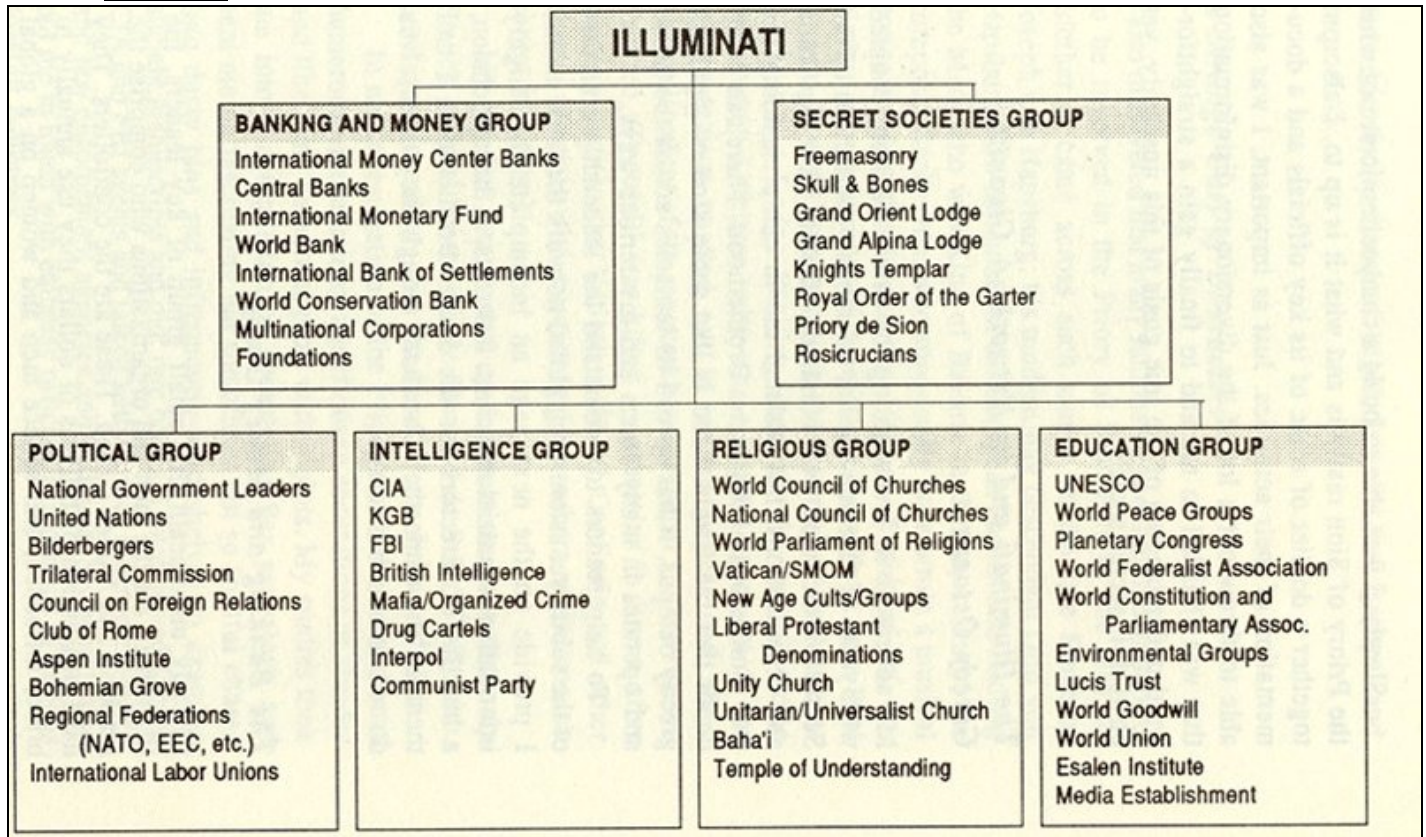 ILLUMINATI
BANKING AND MONEY GROUP
International Money Center Banks
Central Banks
International Monetary Fund
World Bank
International Bank of Settlements
World Conservation Bank
Multinational Corporations
Foundations
SECRET SOCIETIES GROUP
Freemasonry
Skull & Bones
Grand Orient Lodge
Grand Alpina Lodge
Knights Templar
Royal Order of the Garter
Priory de Sion
Rosicrucians
POLITICAL GROUP
National Government Leaders
United Nations
Bilderbergers
Trilateral Commission
Council on Foreign Relations
Club of Rome
Aspen Institute
Bohemian Grove
Regional Federations
(NATO, EEC, etc.)
International Labor Unions
INTELLIGENCE GROUP
CIA
KGB
FBI
British Intelligence
Mafia/Organized Crime
Drug Cartels
Interpol
Communist Party
RELIGIOUS GROUP
World Council of Churches
National Council of Churches
World Parliament of Religions
Vatican/SMOM
New Age Cults/Groups
Liberal Protestant
Denominations
Unity Church
Unitarian/Universalist Church
Baha'i
Temple of Understanding
EDUCATION GROUP
UNESCO
World Peace Groups
Planetary Congress
World Federalist Association
World Constitution and
Parliamentary Assoc.
Environmental Groups
Lucis Trust
World Goodwill
World Union
Esalen Institute
Media Establishment